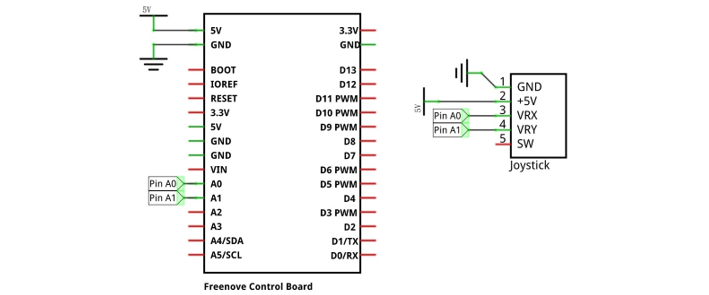 5V
5V
GND
BOOT
IOREF
RESET
3.3V
5V
GND
GND
VIN
Pin A0
A0
Pin A1
A1
A2
A3
A4/SDA
A5/SCL
3.3V
GND
D13
D12
D11 PWM
D10 PWM
D9 PWM
D8
D7
D6 PWM
D5 PWM
D4
D3 PWM
D2
D1/TX
D0/RX
Freenove Control Board
5V
Pin A0
Pin A1
1 GND
2 +5V
3 VRX
4 VRY
5 SW
Joystick